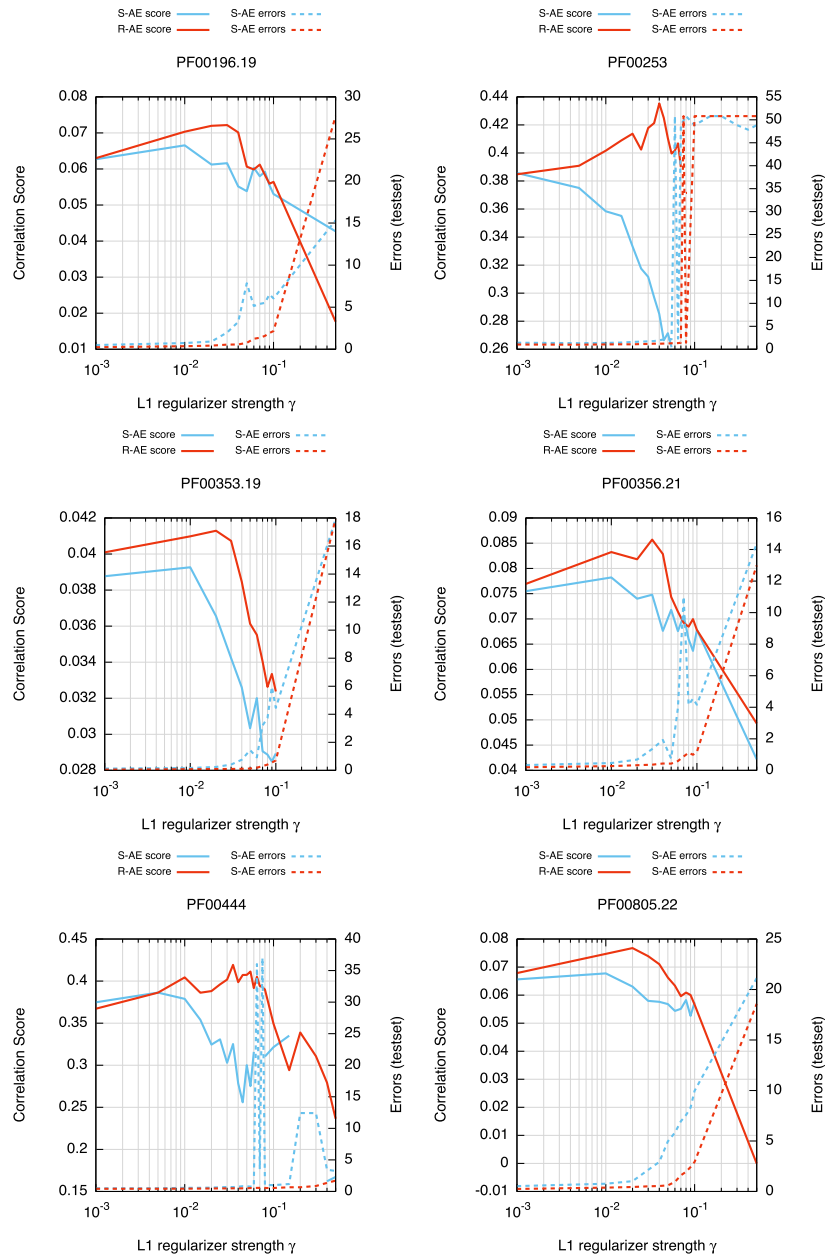 S-AE score S-AE errors
R-AE score S-AE errors
PF00196.19
0.08
0.07
0.06
0.05
0.04
0.03
0.02
0.01
Correlation Score
30
25
20
15
10
5
0
Errors (testset)
10-3 10-2 10-1
L1 regularizer strength γ
S-AE score S-AE errors
R-AE score S-AE errors
PF00253
0.44
0.42
0.4
0.38
0.36
0.34
0.32
0.3
0.28
0.26
Correlation Score
55
50
45
40
35
30
25
20
15
10
5
0
Errors (testset)
10-3 10-2 10-1
L1 regularizer strength γ
S-AE score S-AE errors
R-AE score S-AE errors
PF00353.19
0.042
0.04
0.038
0.036
0.034
0.032
0.03
0.028
Correlation Score
18
16
14
12
10
8
6
4
2
0
Errors (testset)
10-3 10-2 10-1
L1 regularizer strength γ
S-AE score S-AE errors
R-AE score S-AE errors
PF00356.21
0.09
0.085
0.08
0.075
0.07
0.065
0.06
0.055
0.05
0.045
0.04
Correlation Score
16
14
12
10
8
6
4
2
0
Errors (testset)
10-3 10-2 10-1
L1 regularizer strength γ
S-AE score S-AE errors
R-AE score S-AE errors
PF00444
0.45
0.4
0.35
0.3
0.25
0.2
0.15
Correlation Score
40
35
30
25
20
15
10
5
0
Errors (testset)
10-3 10-2 10-1
L1 regularizer strength γ
S-AE score S-AE errors
R-AE score S-AE errors
PF00805.22
0.08
0.07
0.06
0.05
0.04
0.03
0.02
0.01
0
-0.01
Correlation Score
25
20
15
10
5
0
Errors (testset)
10-3 10-2 10-1
L1 regularizer strength γ